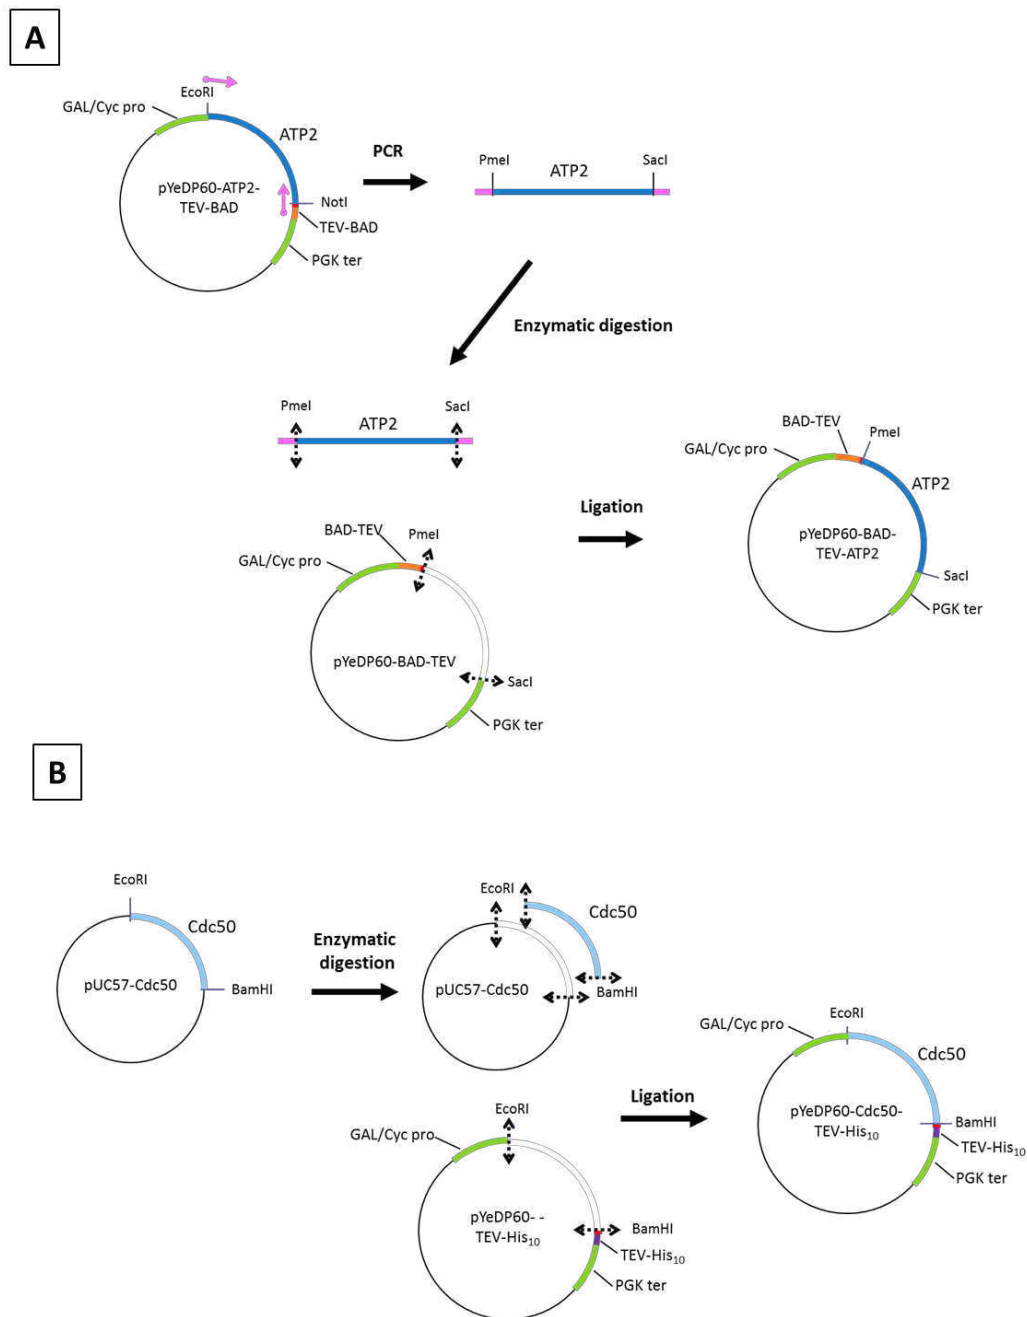 A
EcoRI
GAL/Cyc pro
ATP2
pYeDP60-ATP2-
TEV-BAD
NotI
TEV-BAD
PGK ter
PCR
PmeI
ATP2
SacI
Enzymatic digestion
PmeI
ATP2
SacI
BAD-TEV
PmeI
GAL/Cyc pro
pYeDP60-BAD-TEV
SacI
PGK ter
Ligation
BAD-TEV
PmeI
GAL/Cyc pro
ATP2
pYeDP60-BAD-
TEV-ATP2
SacI
PGK ter
B
EcoRI
Cdc50
pUC57-Cdc50
BamHI
Enzymatic
digestion
EcoRI
Cdc50
pUC57-Cdc50
BamHI
EcoRI
GAL/Cyc pro
pYeDP60- -
TEV-His10
BamHI
TEV-His10
PGK ter
Ligation
EcoRI
GAL/Cyc pro
Cdc50
pYeDP60-Cdc50-
TEV-His10
BamHI
TEV-His10
PGK ter